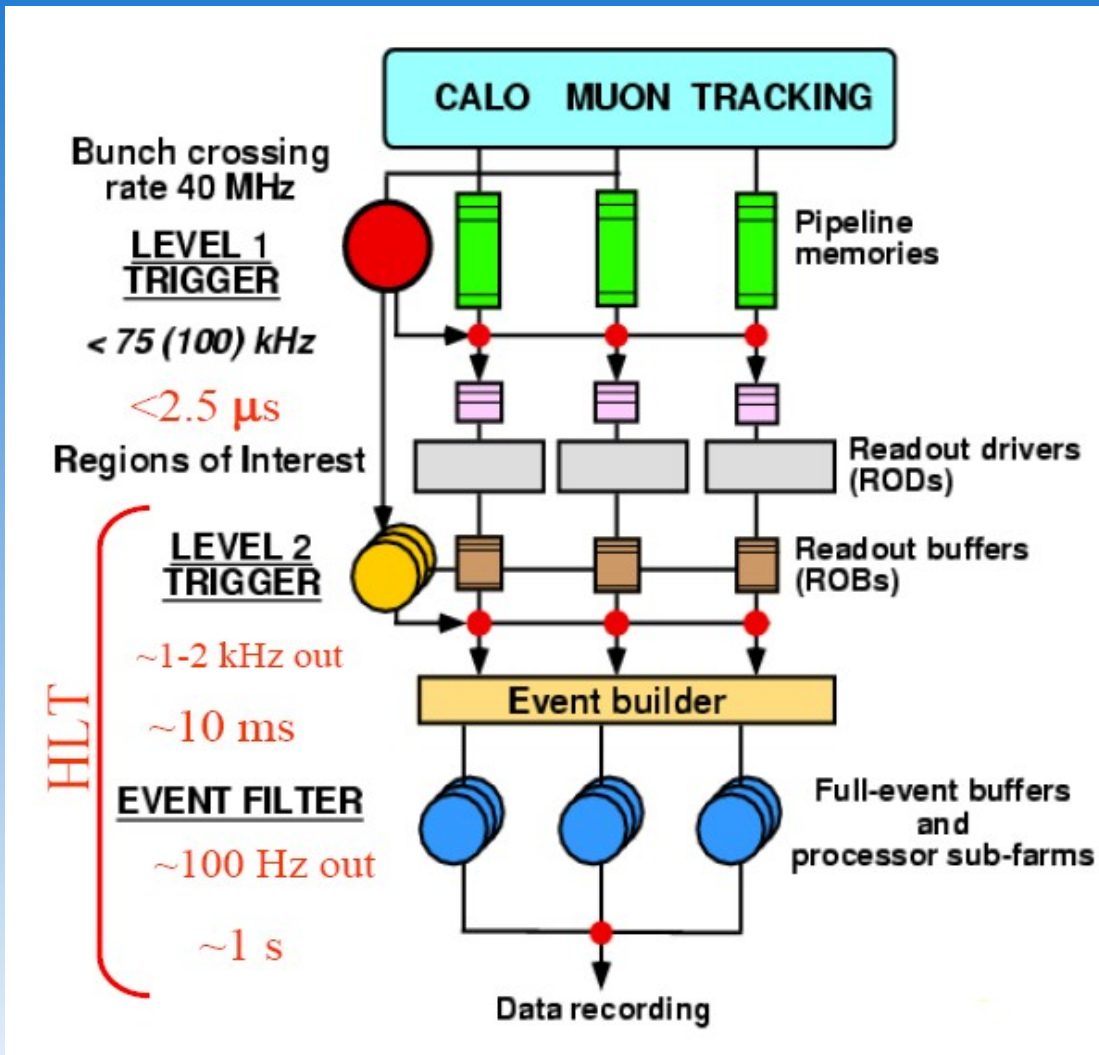 CALO MUON TRACKING
Bunch crossing
rate 40 MHz
LEVEL 1
TRIGGER
< 75 (100) kHz
<2.5 μs
Regions of Interest
Pipeline
memories
Readout drivers
(RODs)
LEVEL 2
TRIGGER
Readout buffers
(ROBs)
~1-2 kHz out
~10 ms
HLT
Event builder
EVENT FILTER
~100 Hz out
~1 s
Full-event buffers
and
processor sub-farms
Data recording